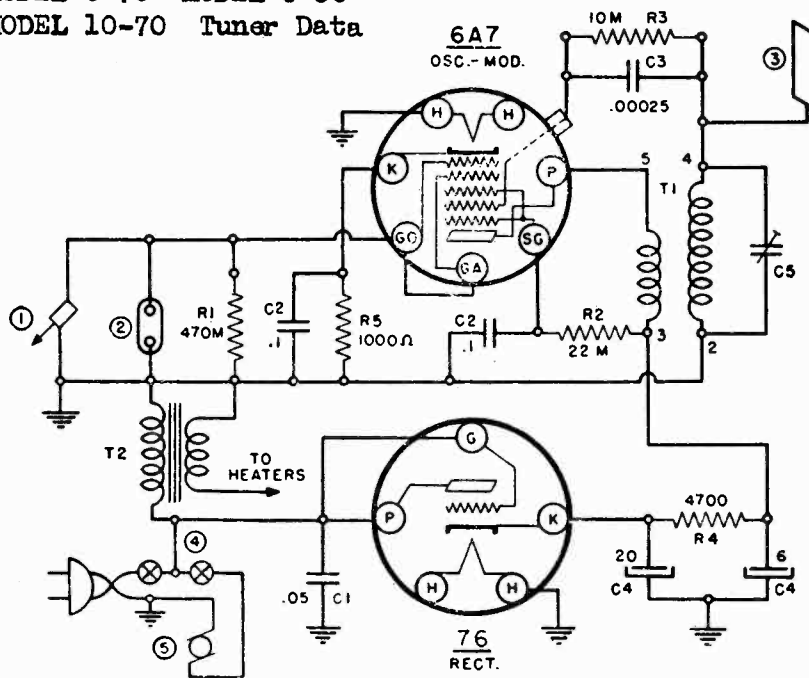 MODEL 10-70 Tuner Data
6A7
OSC.-MOD.
10M R3
C3
.00025
3
H H
K
P
GO
SG
GA
5
4
T1
C5
1
2
R1
470M
C2
.1
R5
1000Ω
C2
.1
R2
22 M
3
2
T2
TO
HEATERS
G
P
K
H H
4700
R4
20
C4
6
C4
4
.05 C1
5
76
RECT.